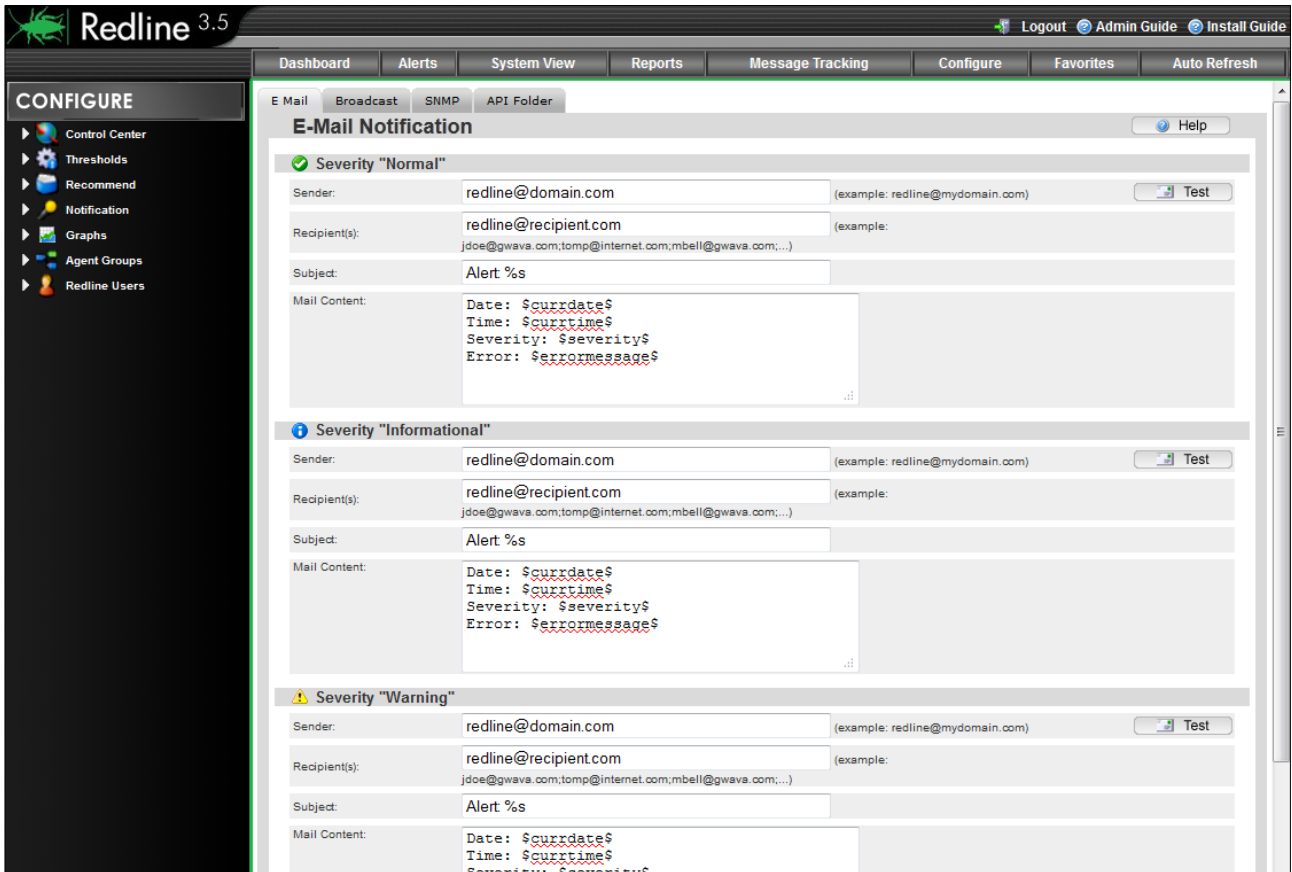 Redline 3.5
Logout Admin Guide Install Guide
Dashboard Alerts System View Reports Message Tracking Configure Favorites Auto Refresh
CONFIGURE
Control Center
Thresholds
Recommend
Notification
Graphs
Agent Groups
Redline Users
E Mail Broadcast SNMP API Folder
E-Mail Notification Help
Severity "Normal"
Sender: redline@domain.com (example: redline@mydomain.com) Test
Recipient(s): redline@recipient.com (example:
jdoe@gwava.com;tomp@internet.com;mbell@gwava.com;...)
Subject: Alert: %s
Mail Content: Date: $currdate$
Time: $currtime$
Severity: $severity$
Error: $errormessage$
Severity "Informational"
Sender: redline@domain.com (example: redline@mydomain.com) Test
Recipient(s): redline@recipient.com (example:
jdoe@gwava.com;tomp@internet.com;mbell@gwava.com;...)
Subject: Alert: %s
Mail Content: Date: $currdate$
Time: $currtime$
Severity: $severity$
Error: $errormessage$
Severity "Warning"
Sender: redline@domain.com (example: redline@mydomain.com) Test
Recipient(s): redline@recipient.com (example:
jdoe@gwava.com;tomp@internet.com;mbell@gwava.com;...)
Subject: Alert: %s
Mail Content: Date: $currdate$
Time: $currtime$
Severity: $severity$